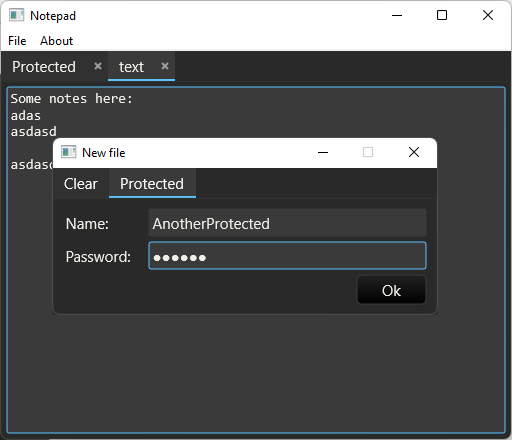 Notepad
File About
Protected × text ×
Some notes here:
adas
asdasd
asdasd
New file
Clear Protected
Name: AnotherProtected
Password: ●●●●●●
Ok